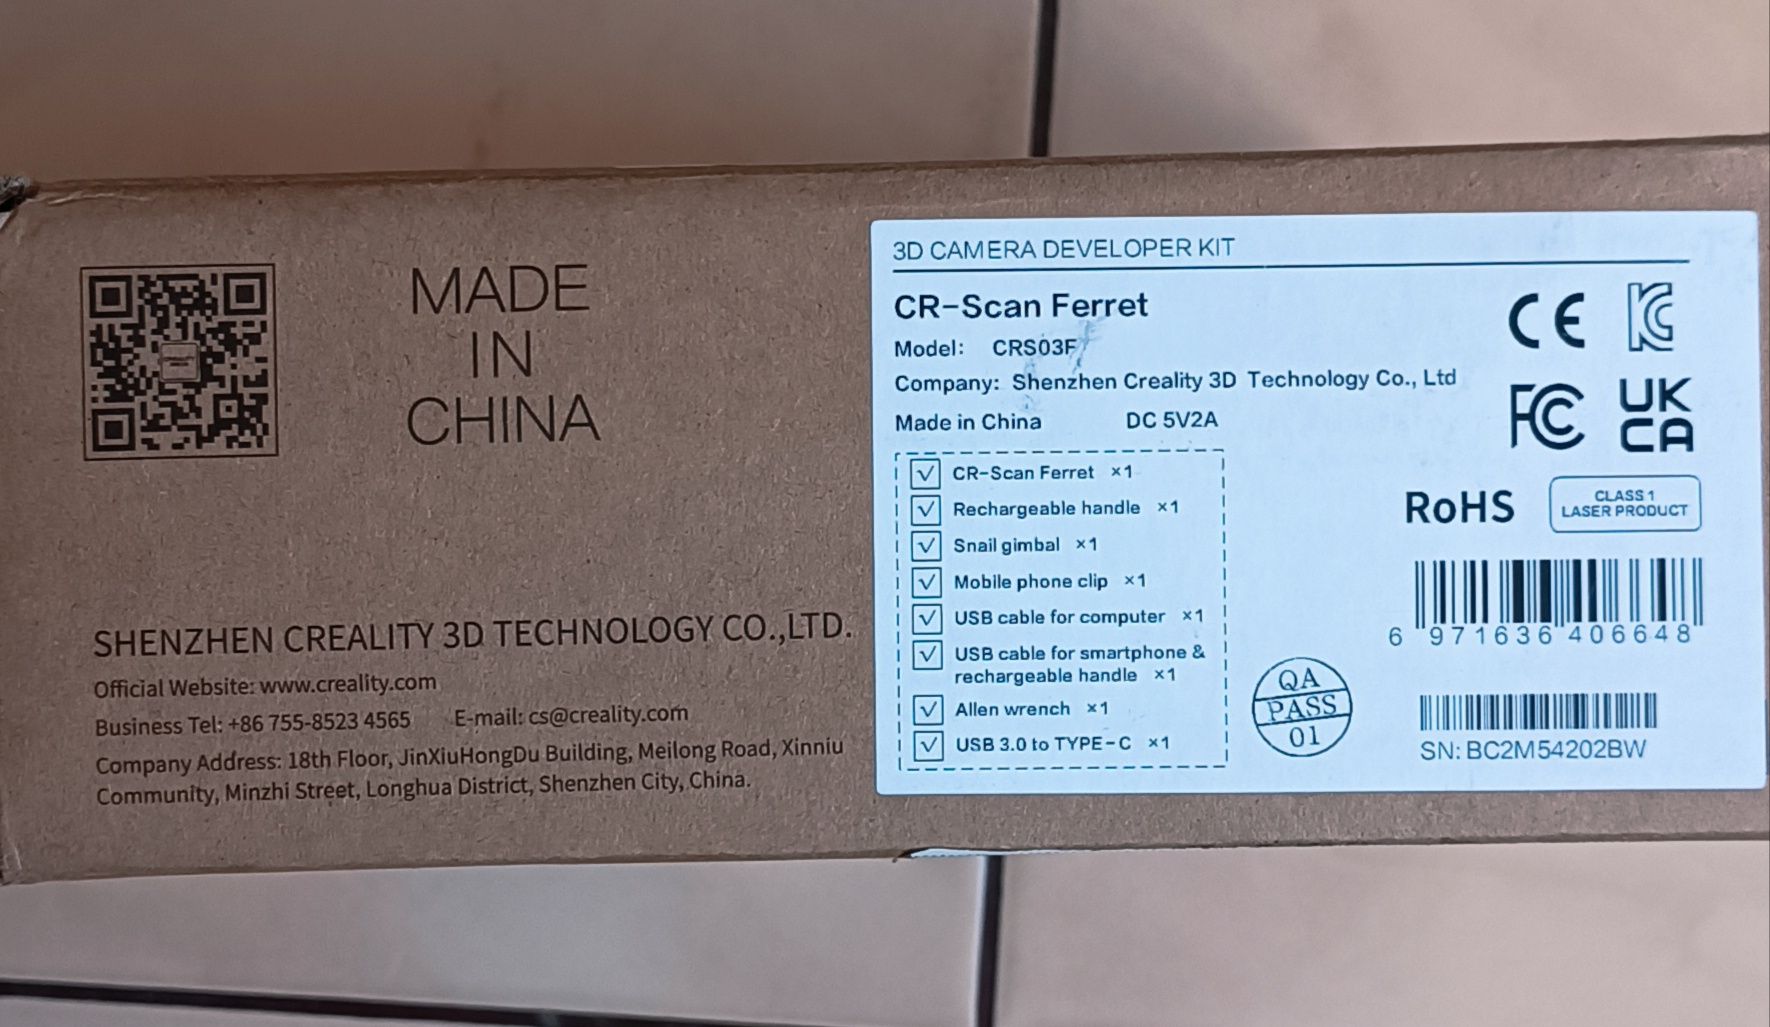 MADE
IN
CHINA
SHENZHEN CREALITY 3D TECHNOLOGY CO.,LTD.
Official Website: www.creality.com
Business Tel: +86 755-8523 4565 E-mail: cs@creality.com
Company Address: 18th Floor, JinXiuHongDu Building, Meilong Road, Xinniu
Community, Minzhi Street, Longhua District, Shenzhen City, China.
3D CAMERA DEVELOPER KIT
CR-Scan Ferret
Model: CRS03F
Company: Shenzhen Creality 3D Technology Co., Ltd
Made in China DC 5V2A
CR-Scan Ferret ×1
Rechargeable handle ×1
Snail gimbal ×1
Mobile phone clip ×1
USB cable for computer ×1
USB cable for smartphone &
rechargeable handle ×1
Allen wrench ×1
USB 3.0 to TYPE-C ×1
CE KC
FC UK
CA
RoHS
CLASS 1
LASER PRODUCT
6 971636 406648
QA
PASS
01
SN: BC2M54202BW